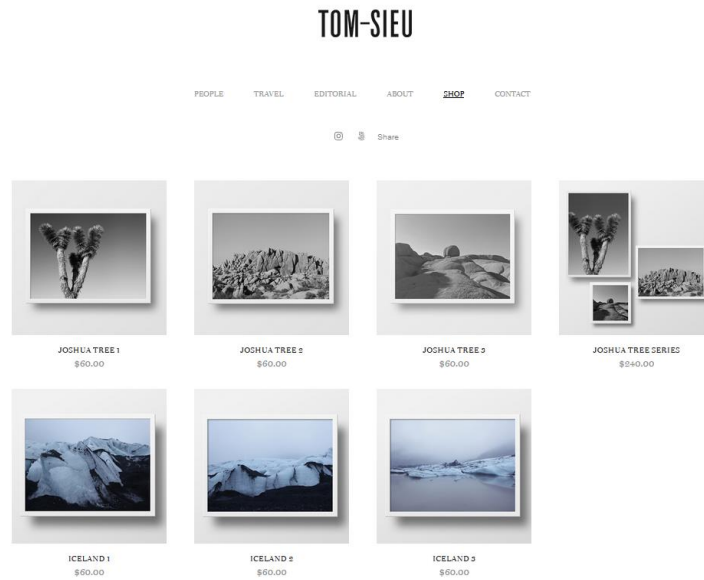 TOM-SIEU
PEOPLE TRAVEL EDITORIAL ABOUT SHOP CONTACT
Share
JOSHUA TREE 1 JOSHUA TREE 2 JOSHUA TREE 3 JOSHUA TREE SERIES
$60.00 $60.00 $60.00 $240.00
ICELAND 1 ICELAND 2 ICELAND 3
$60.00 $60.00 $60.00